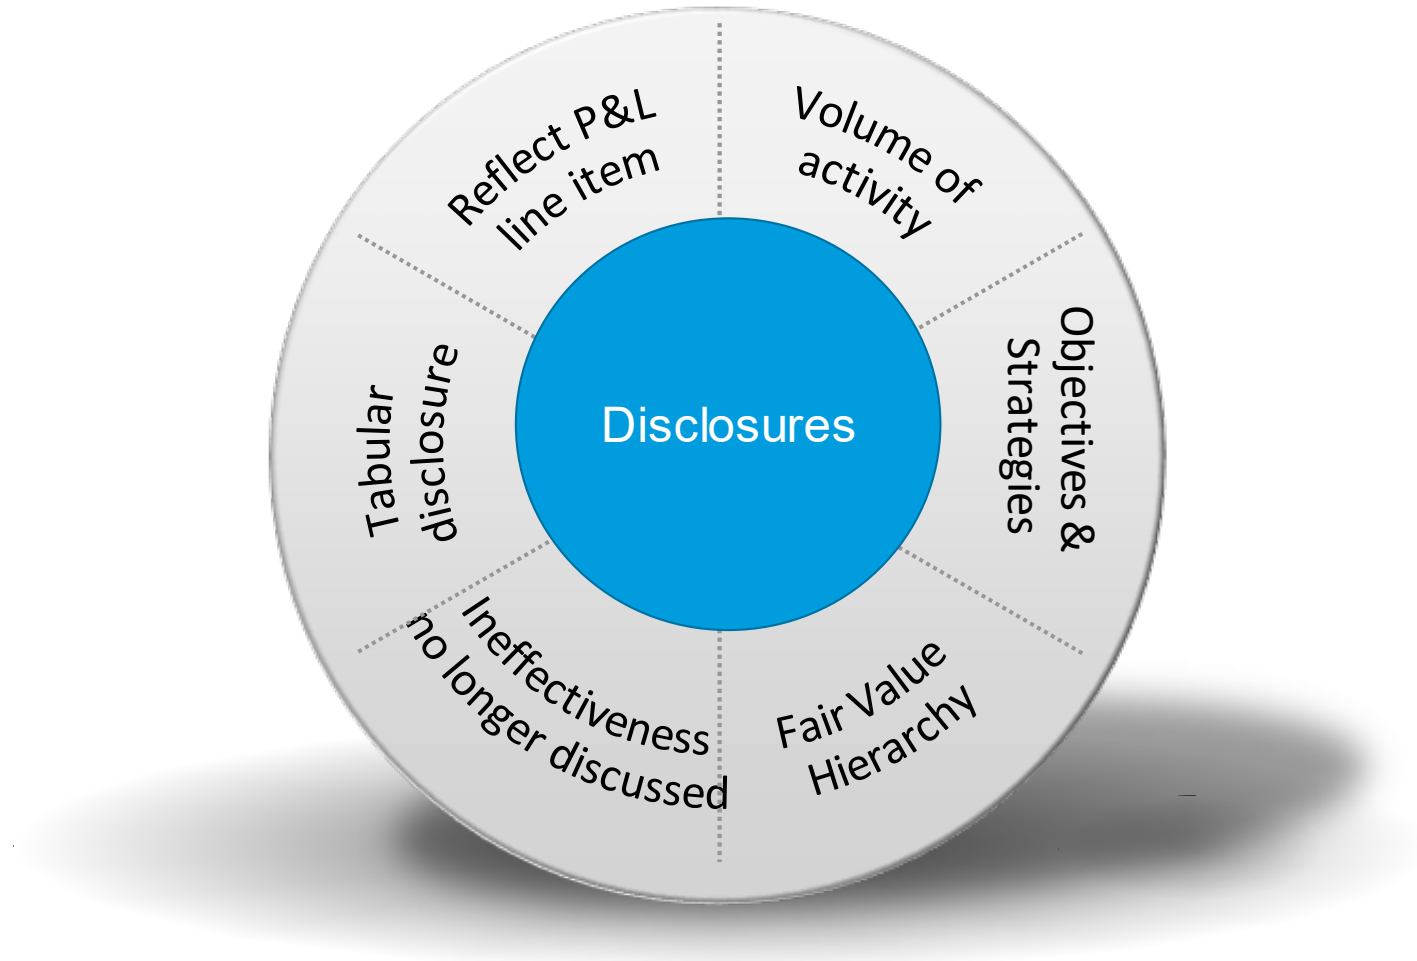 Reflect P&L
line item
Volume of
activity
Objectives &
Strategies
Fair Value
Hierarchy
Ineffectiveness
no longer discussed
Tabular
disclosure
Disclosures